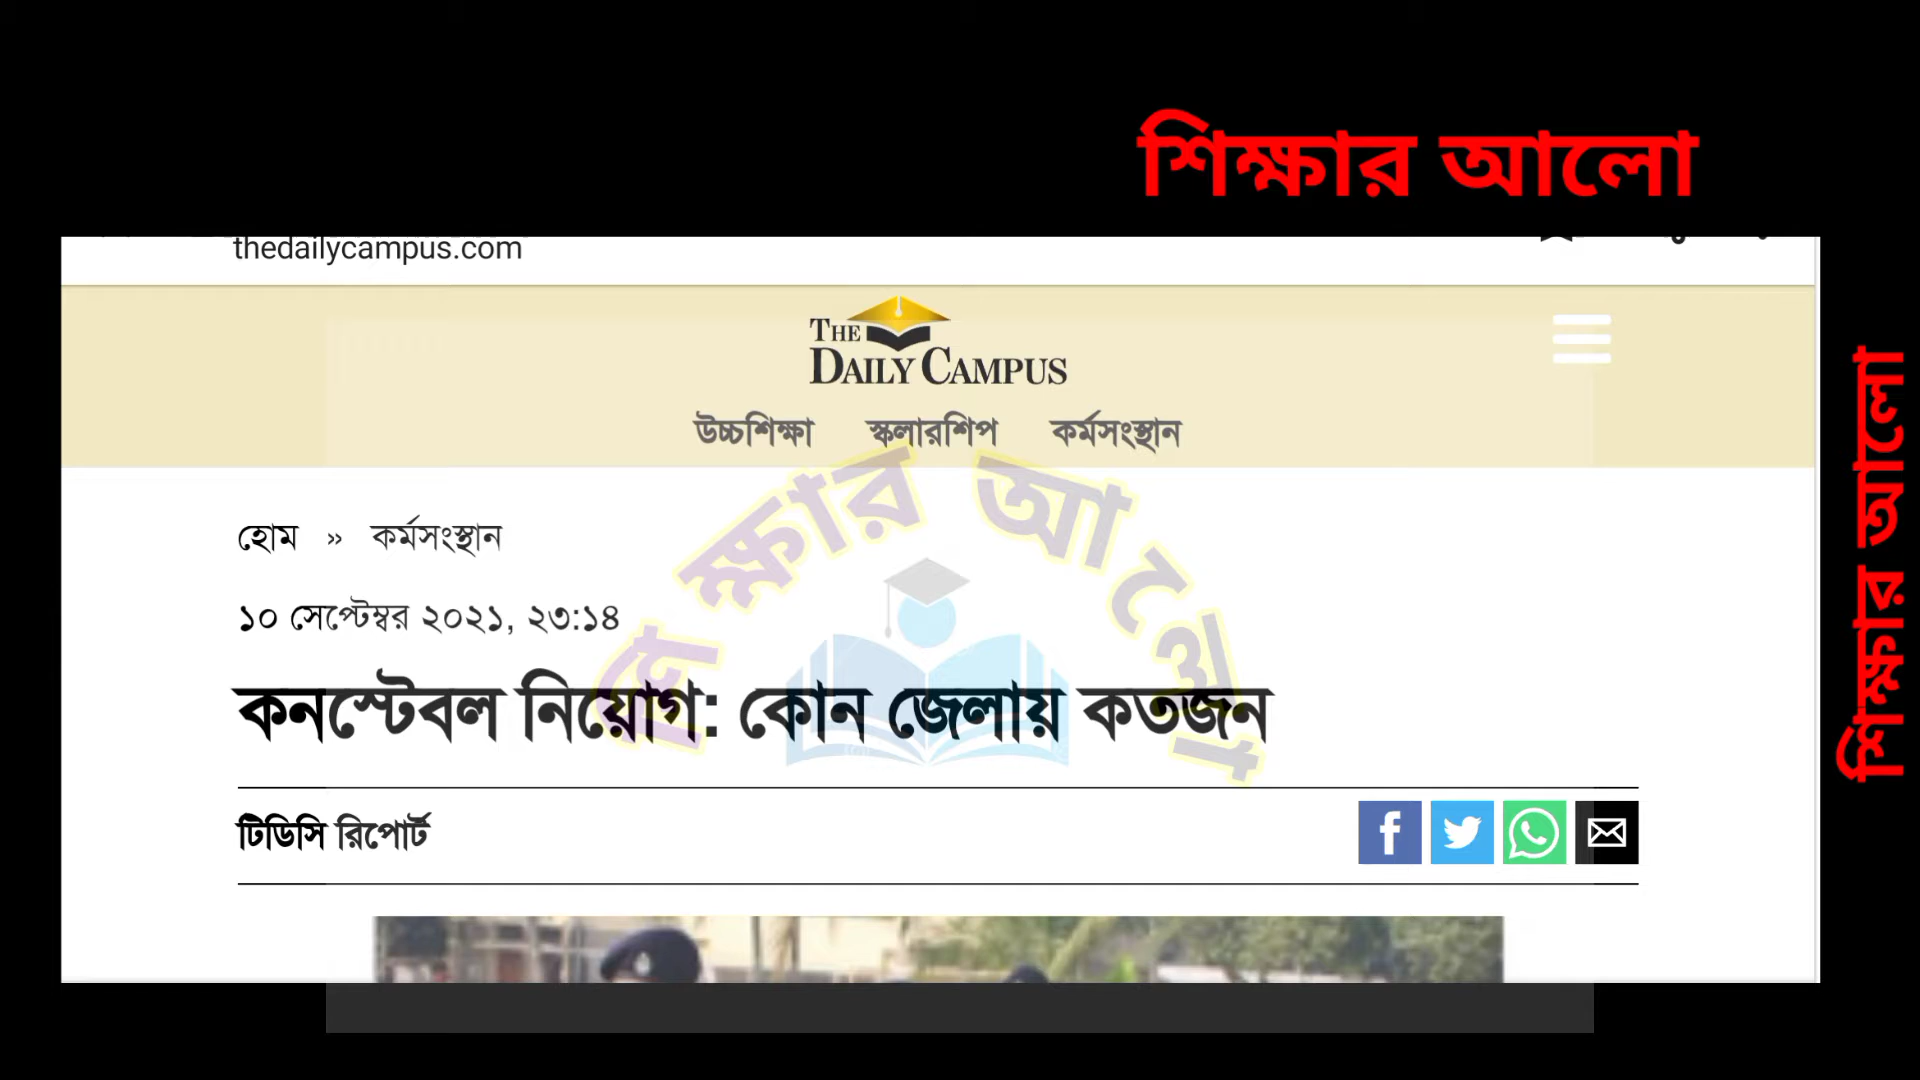 শিক্ষার আলো
thedailycampus.com
THE
DAILY CAMPUS
উচ্চশিক্ষা স্কলারশিপ কর্মসংস্থান
শিক্ষার আলো
হোম » কর্মসংস্থান
১০ সেপ্টেম্বর ২০২১, ২৩:১৪
কনস্টেবল নিয়োগ: কোন জেলায় কতজন
টিডিসি রিপোর্ট
শিক্ষার আলো